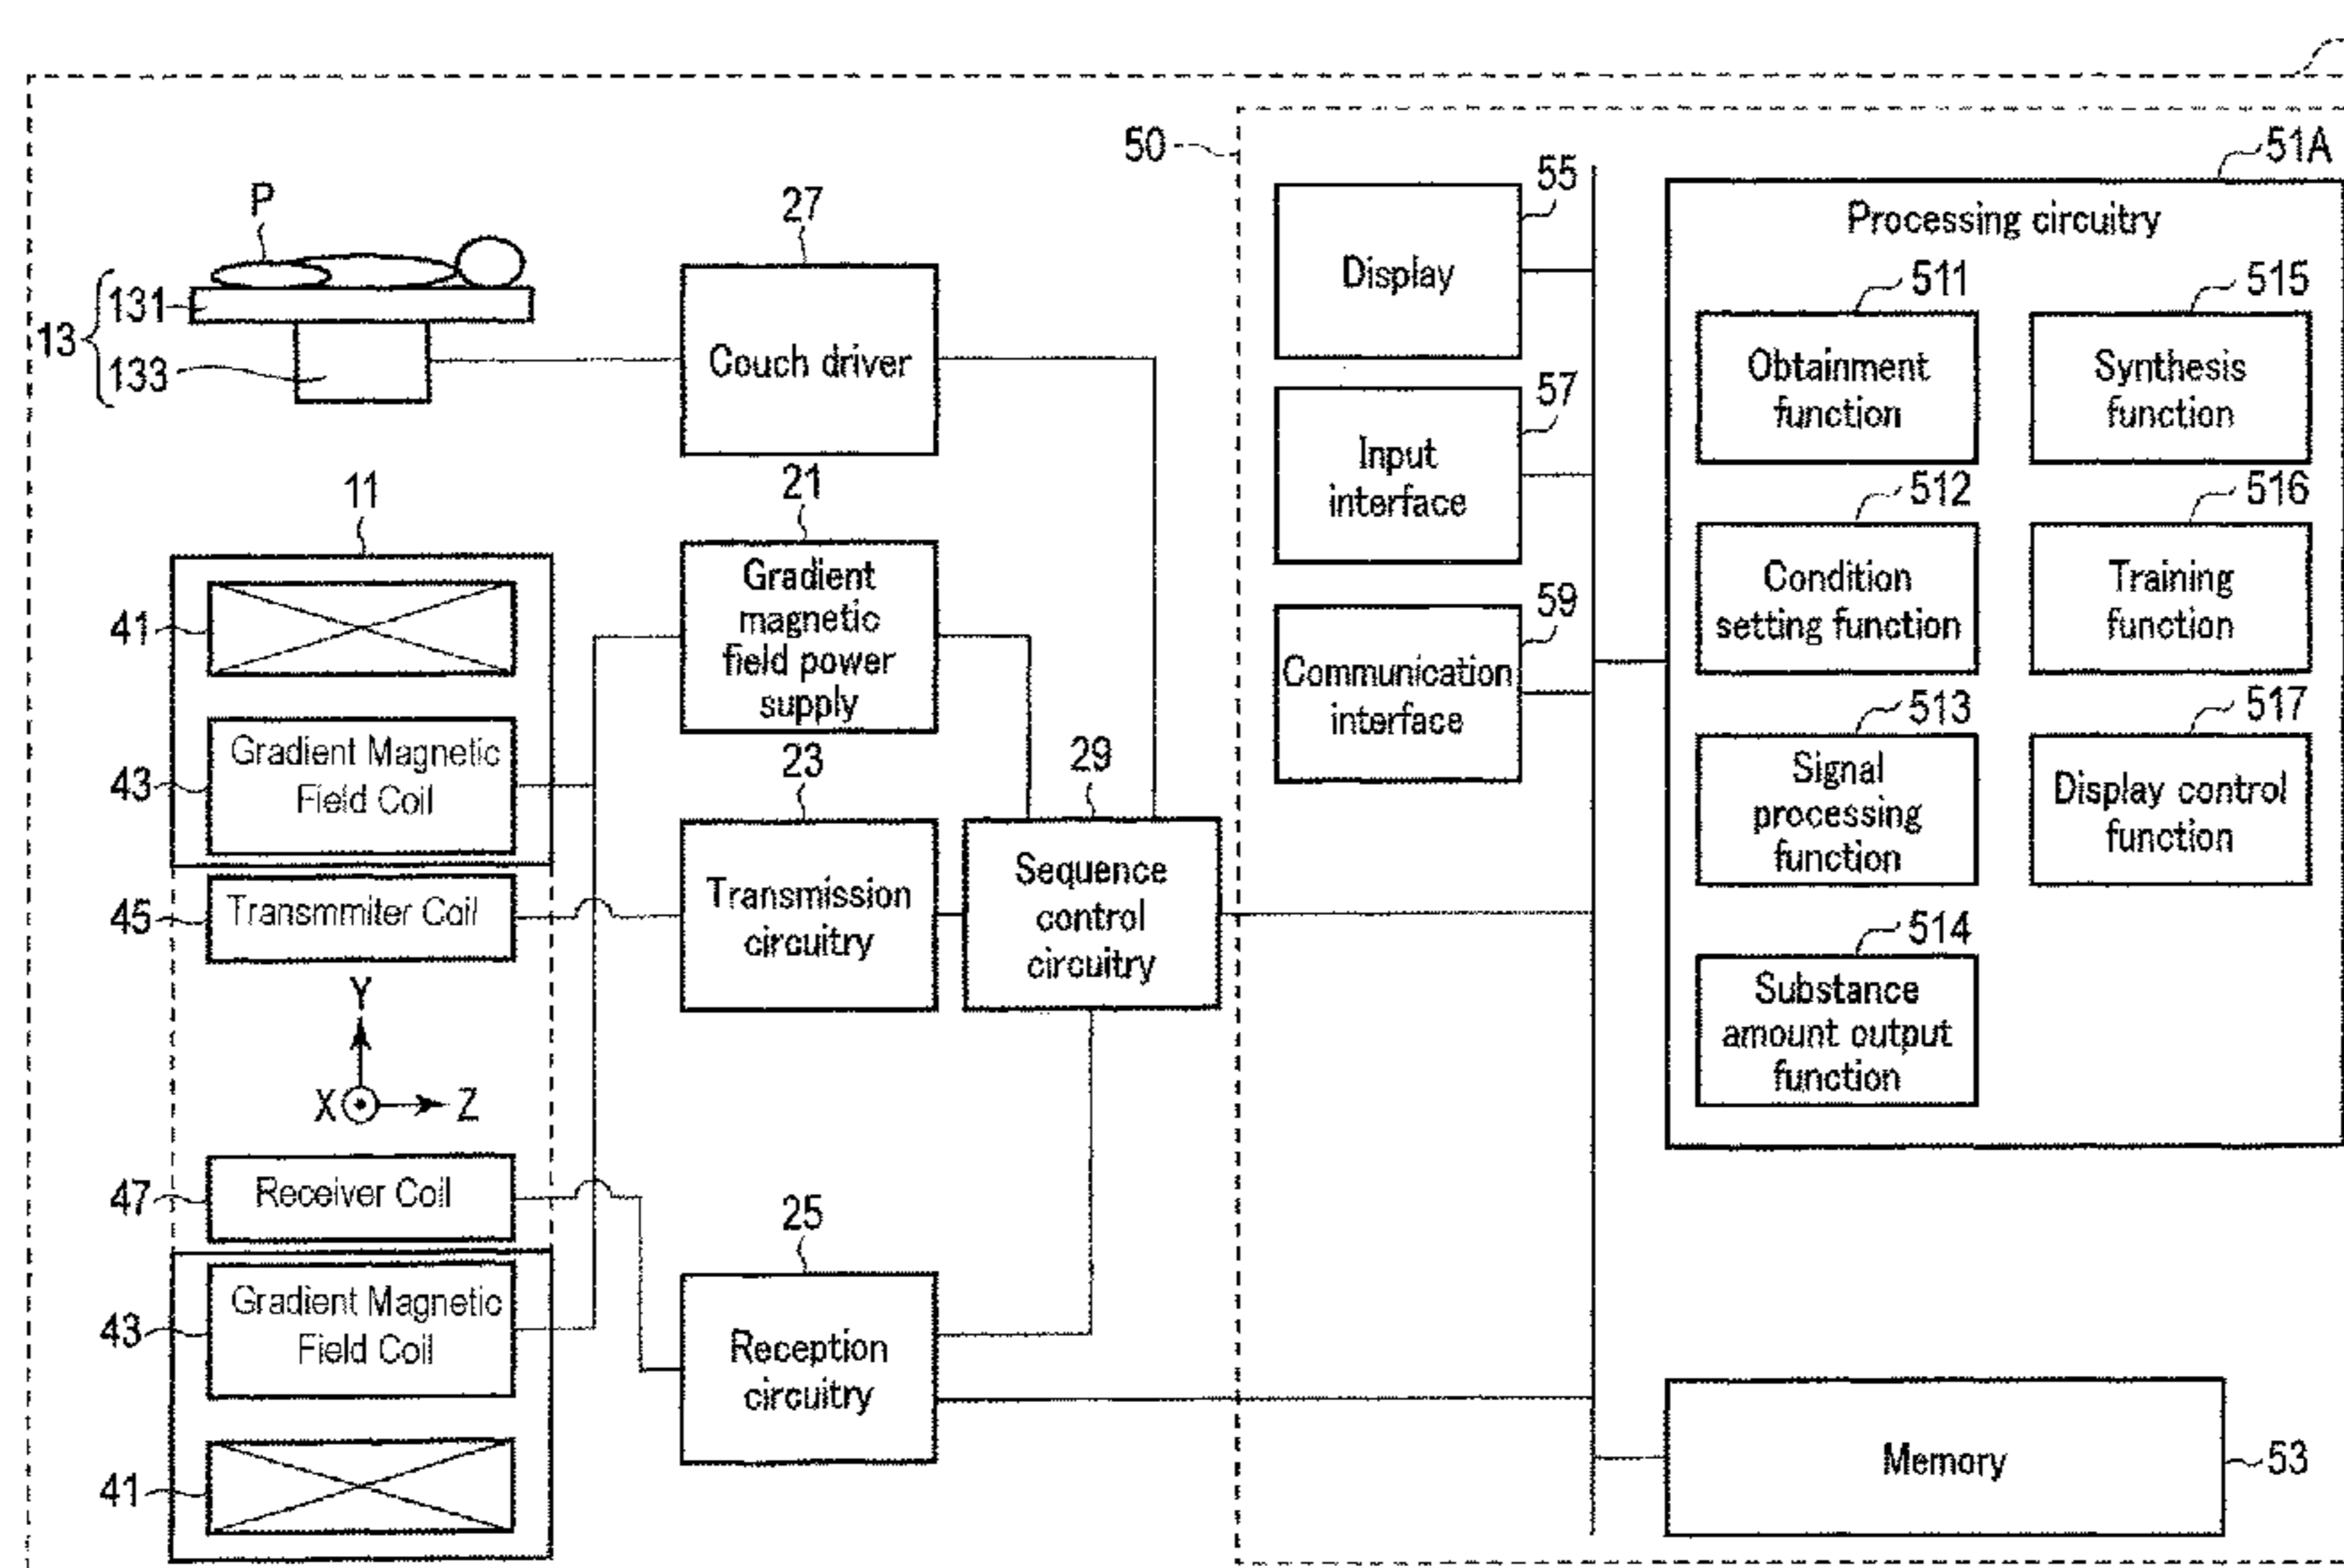 50
51A
55
Display
Processing circuitry
P
27
131
13
133
Couch driver
57
Input
interface
511
Obtainment
function
515
Synthesis
function
11
21
Gradient
magnetic
field power
supply
59
Communication
interface
512
Condition
setting function
516
Training
function
41
43
Gradient Magnetic
Field Coil
23
Transmission
circuitry
29
Sequence
control
circuitry
513
Signal
processing
function
517
Display control
function
45
Transmmiter Coil
514
Substance
amount output
function
Y
X
Z
47
Receiver Coil
25
Reception
circuitry
43
Gradient Magnetic
Field Coil
41
Memory
53